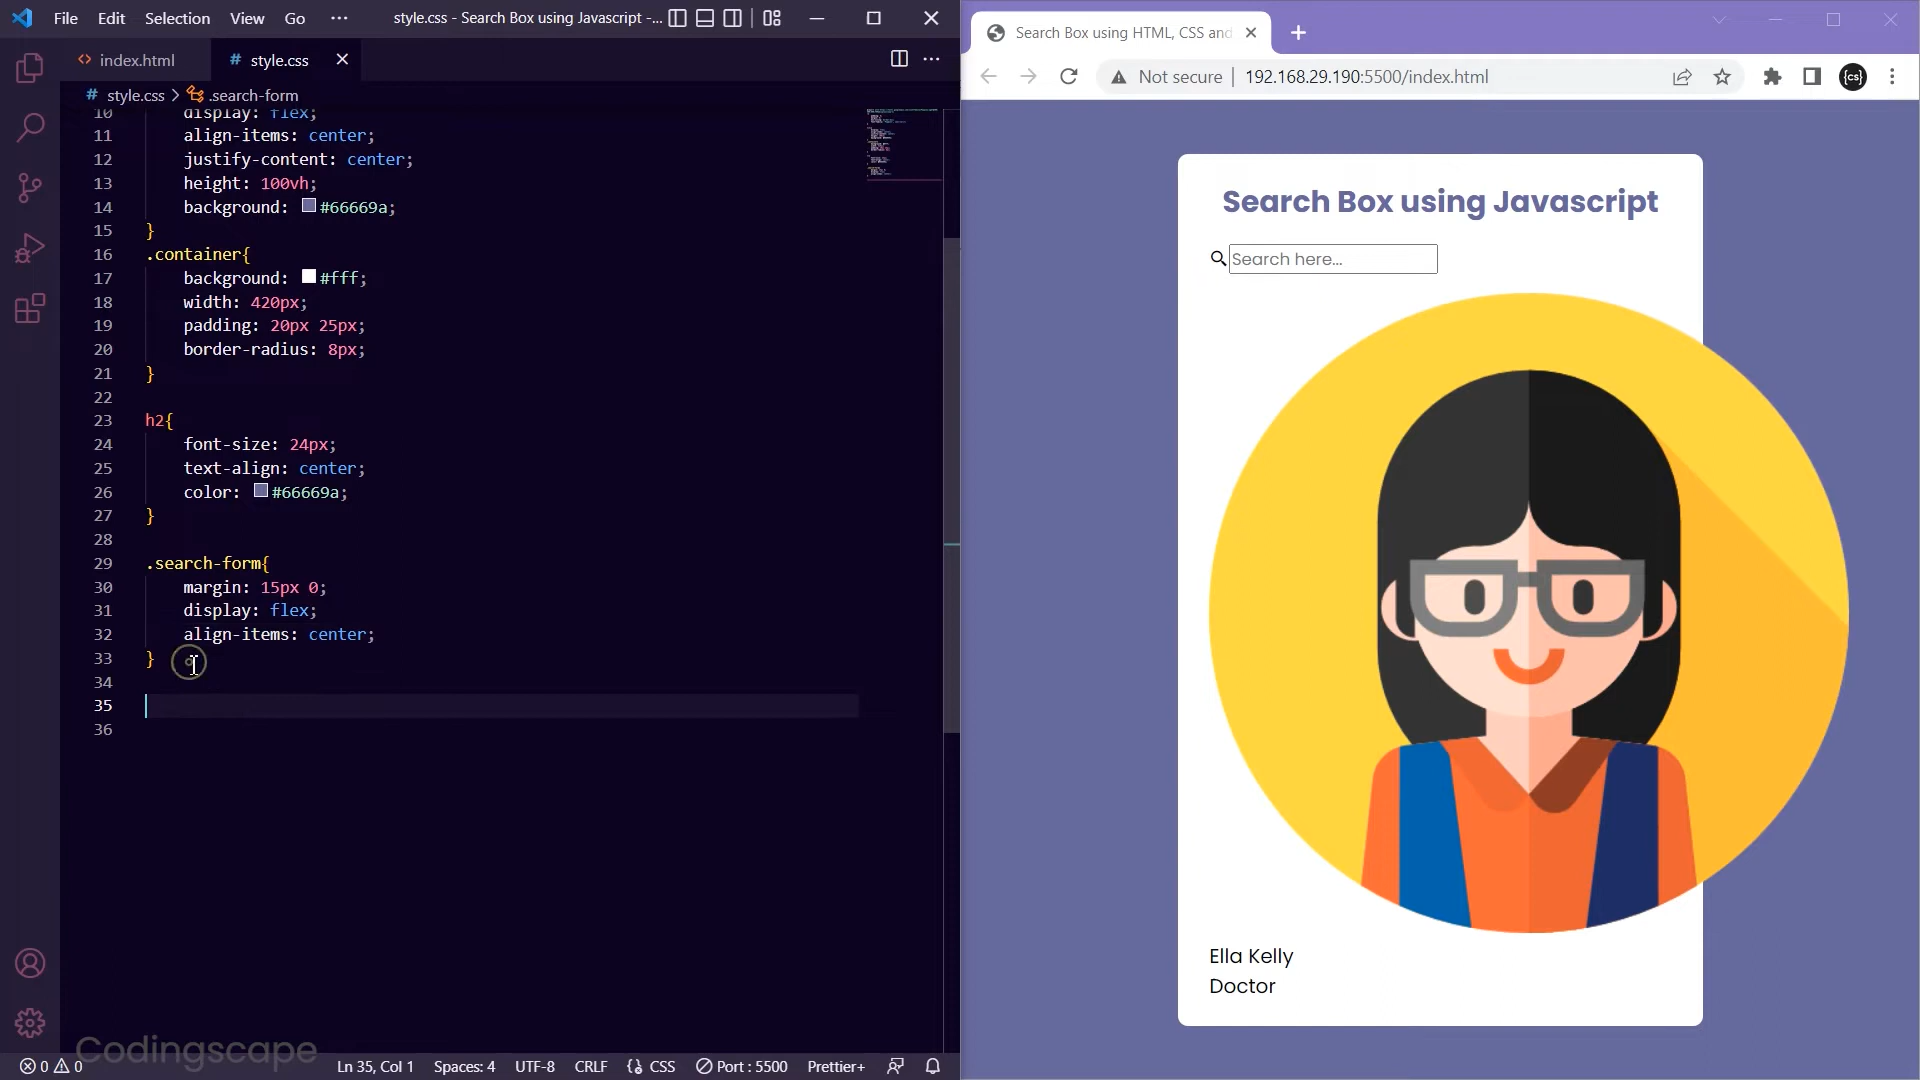 File Edit Selection View Go ··· style.css - Search Box using Javascript -...
index.html # style.css
# style.css > .search-form
10 display: flex;
11 align-items: center;
12 justify-content: center;
13 height: 100vh;
14 background: #66669a;
15 }
16 .container{
17 background: #fff;
18 width: 420px;
19 padding: 20px 25px;
20 border-radius: 8px;
21 }
22
23 h2{
24 font-size: 24px;
25 text-align: center;
26 color: #66669a;
27 }
28
29 .search-form{
30 margin: 15px 0;
31 display: flex;
32 align-items: center;
33 }
34
35
36
Codingscape
0 0 Ln 35, Col 1 Spaces: 4 UTF-8 CRLF CSS Port : 5500 Prettier+
Search Box using HTML, CSS and
Not secure | 192.168.29.190:5500/index.html {cs}
Search Box using Javascript
Search here...
Ella Kelly
Doctor